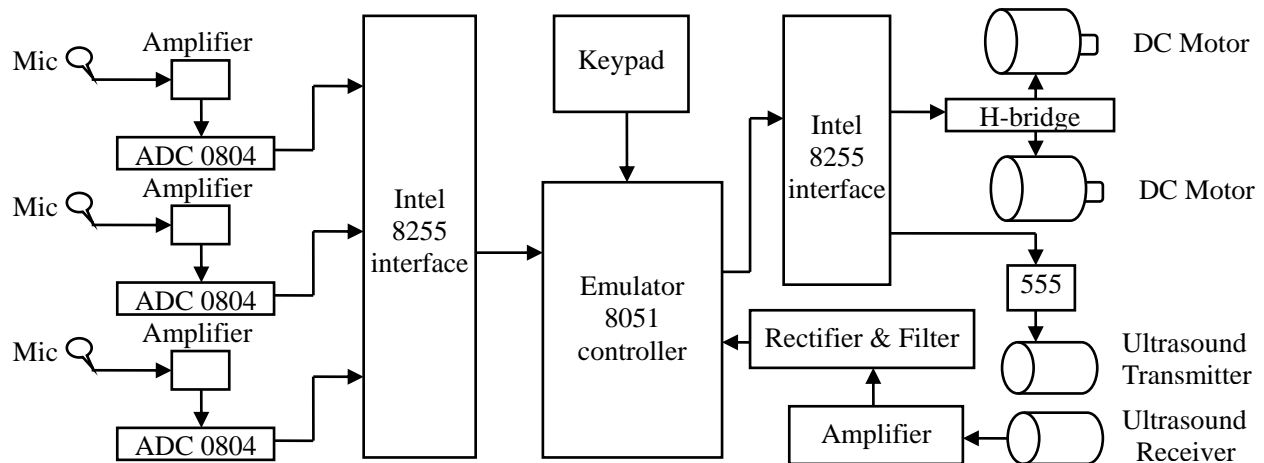 Mic
Amplifier
ADC 0804
Mic
Amplifier
ADC 0804
Mic
Amplifier
ADC 0804
Intel
8255
interface
Keypad
Emulator
8051
controller
Intel
8255
interface
H-bridge
DC Motor
DC Motor
555
Rectifier & Filter
Amplifier
Ultrasound
Transmitter
Ultrasound
Receiver